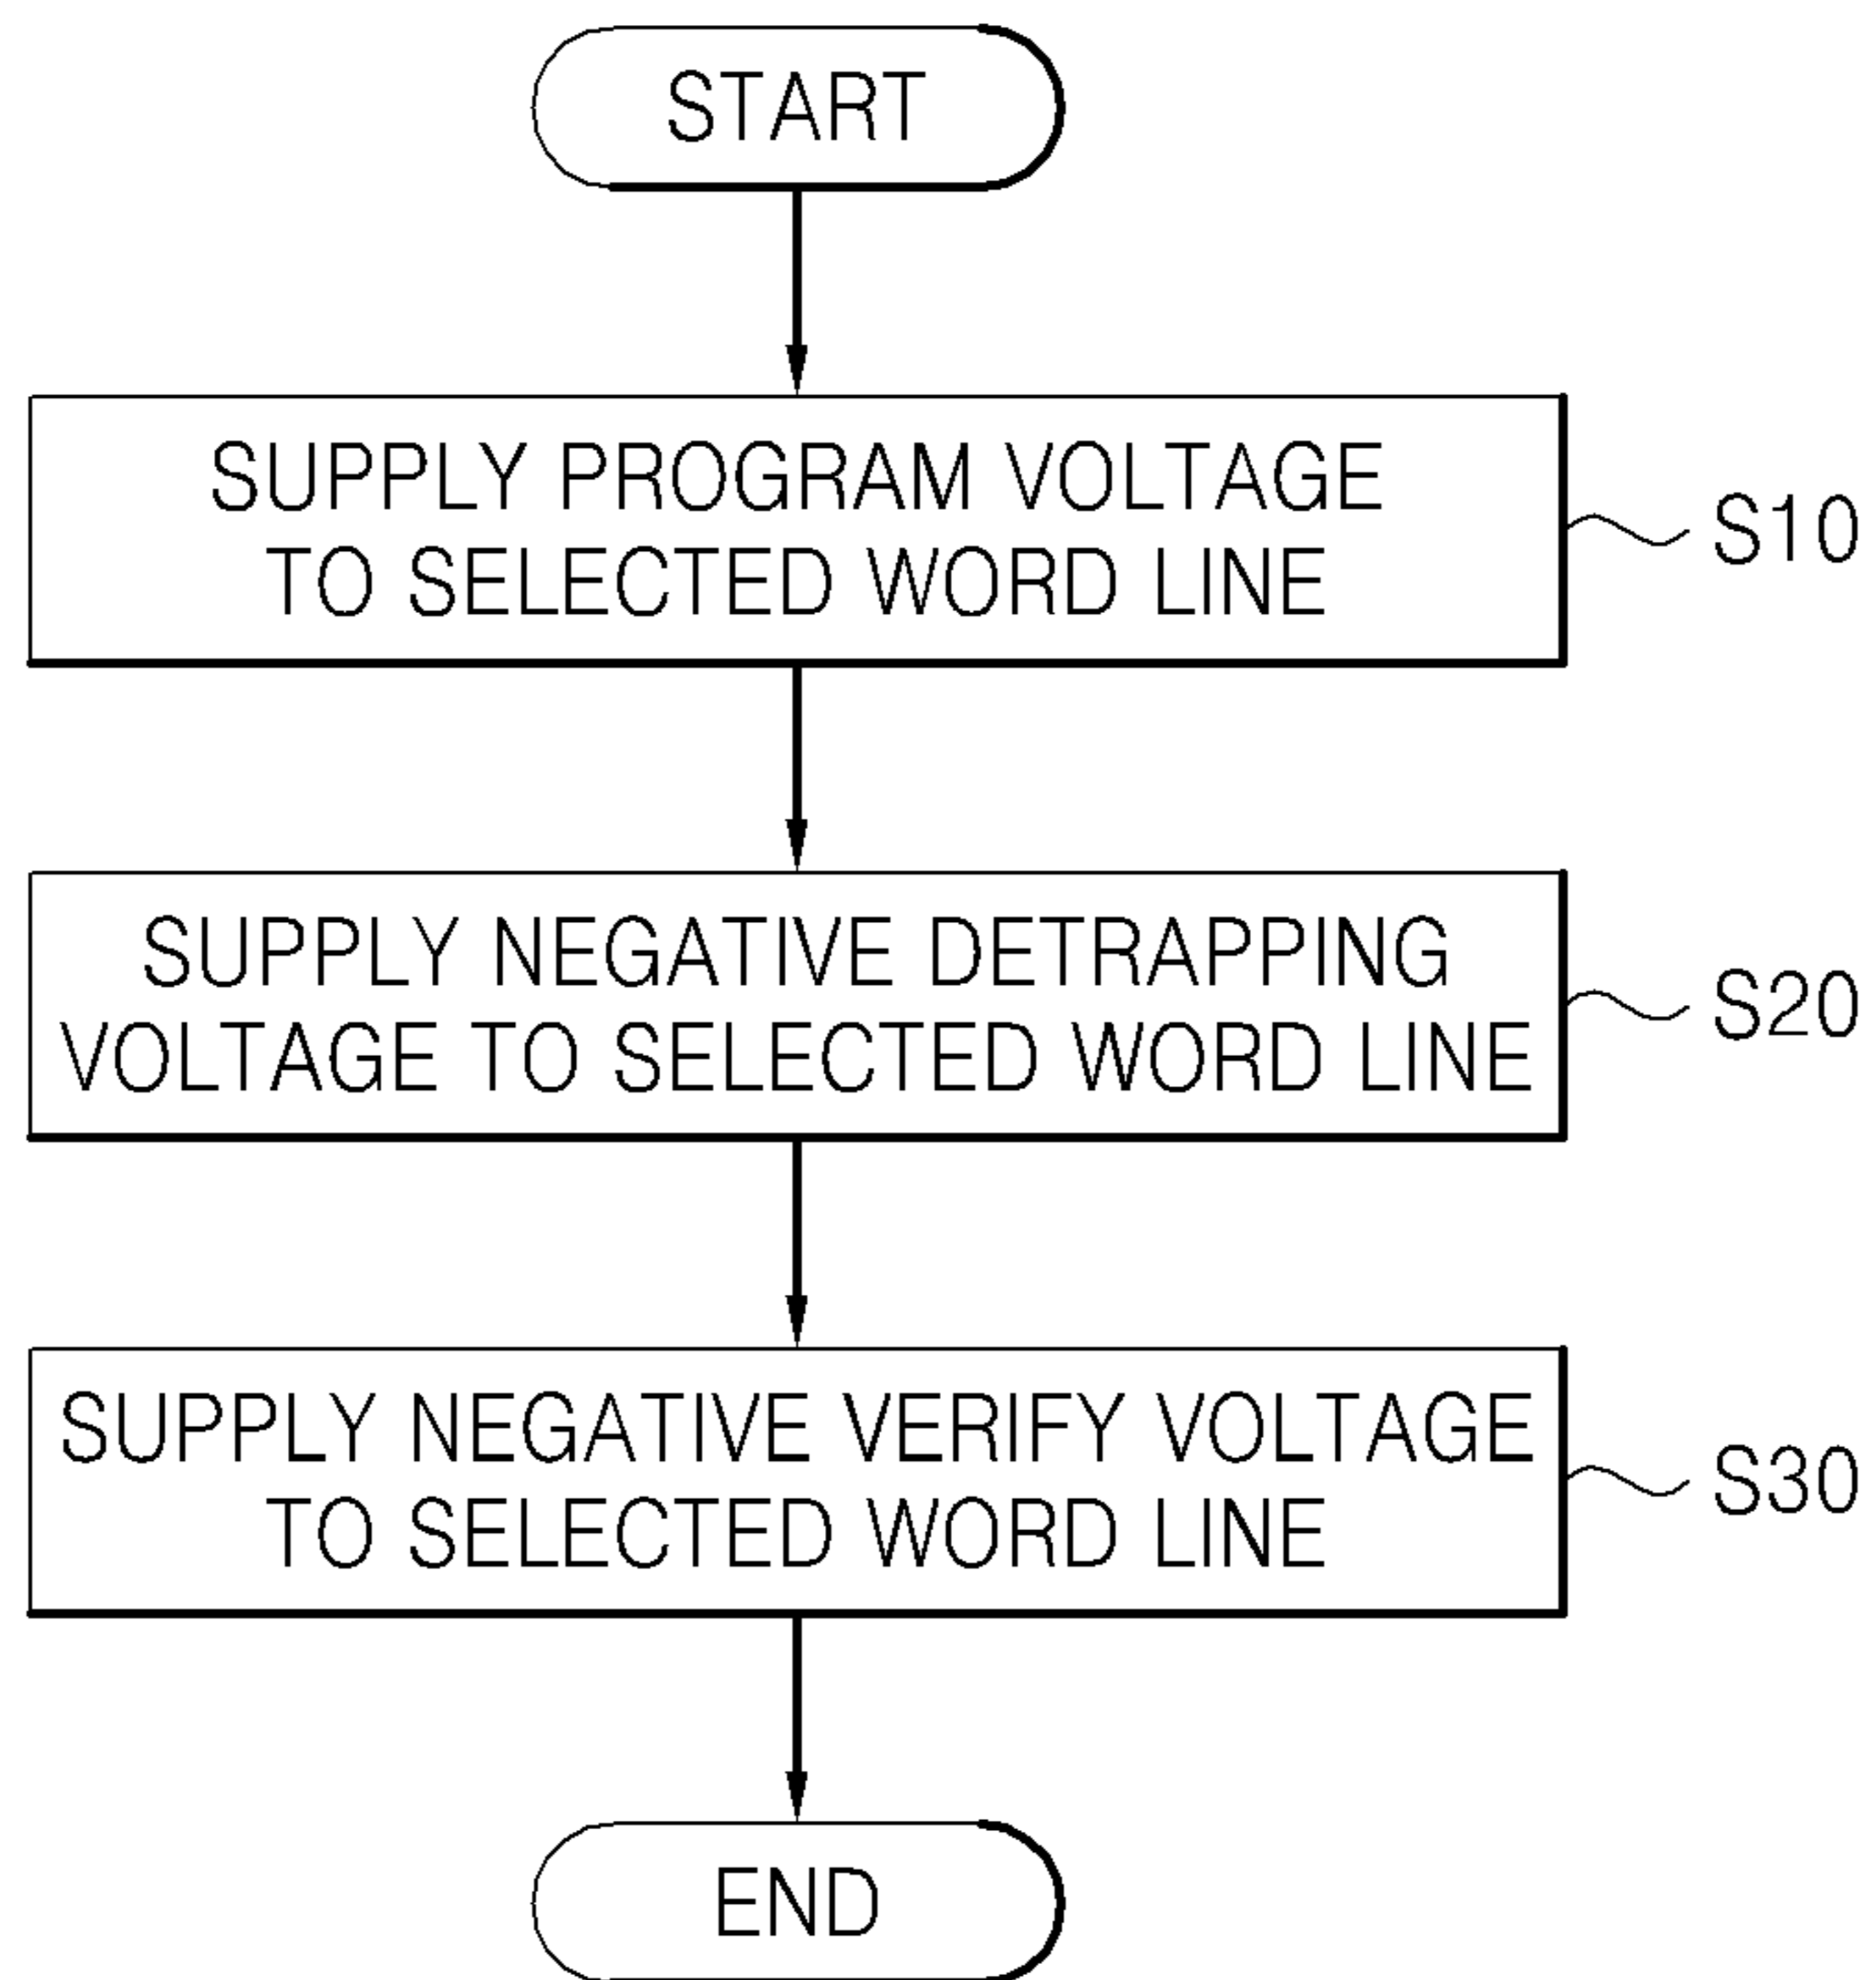 START
SUPPLY PROGRAM VOLTAGE
TO SELECTED WORD LINE
S10
SUPPLY NEGATIVE DETRAPPING
VOLTAGE TO SELECTED WORD LINE
S20
SUPPLY NEGATIVE VERIFY VOLTAGE
TO SELECTED WORD LINE
S30
END